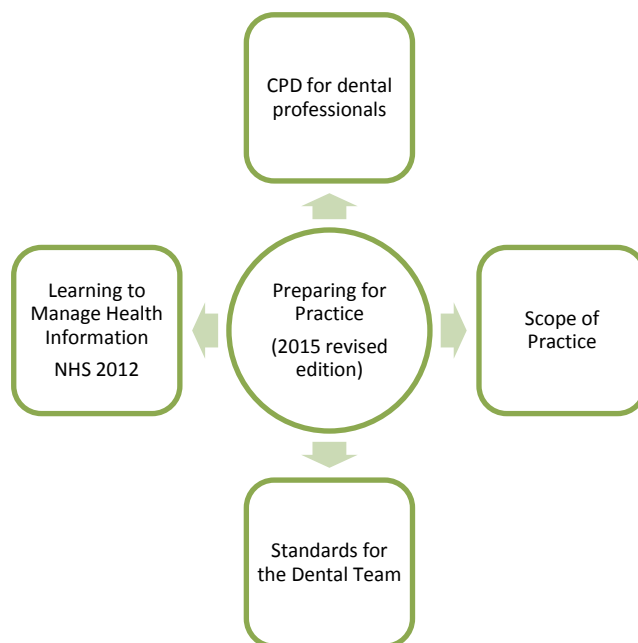 CPD for dental
professionals
Learning to
Manage Health
Information
NHS 2012
Preparing for
Practice
(2015 revised
edition)
Scope of
Practice
Standards for
the Dental Team